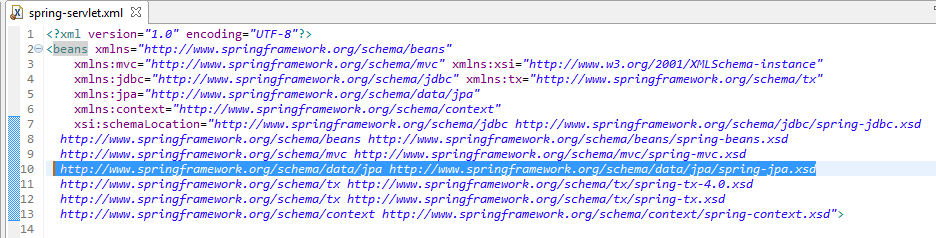 spring-servlet.xml
1 <?xml version="1.0" encoding="UTF-8"?>
2 <beans xmlns="http://www.springframework.org/schema/beans"
3 xmlns:mvc="http://www.springframework.org/schema/mvc" xmlns:xsi="http://www.w3.org/2001/XMLSchema-instance"
4 xmlns:jdbc="http://www.springframework.org/schema/jdbc" xmlns:tx="http://www.springframework.org/schema/tx"
5 xmlns:jpa="http://www.springframework.org/schema/data/jpa"
6 xmlns:context="http://www.springframework.org/schema/context"
7 xsi:schemaLocation="http://www.springframework.org/schema/jdbc http://www.springframework.org/schema/jdbc/spring-jdbc.xsd
8 http://www.springframework.org/schema/beans http://www.springframework.org/schema/beans/spring-beans.xsd
9 http://www.springframework.org/schema/mvc http://www.springframework.org/schema/mvc/spring-mvc.xsd
10 http://www.springframework.org/schema/data/jpa http://www.springframework.org/schema/data/jpa/spring-jpa.xsd
11 http://www.springframework.org/schema/tx http://www.springframework.org/schema/tx/spring-tx-4.0.xsd
12 http://www.springframework.org/schema/tx http://www.springframework.org/schema/tx/spring-tx.xsd
13 http://www.springframework.org/schema/context http://www.springframework.org/schema/context/spring-context.xsd">
14